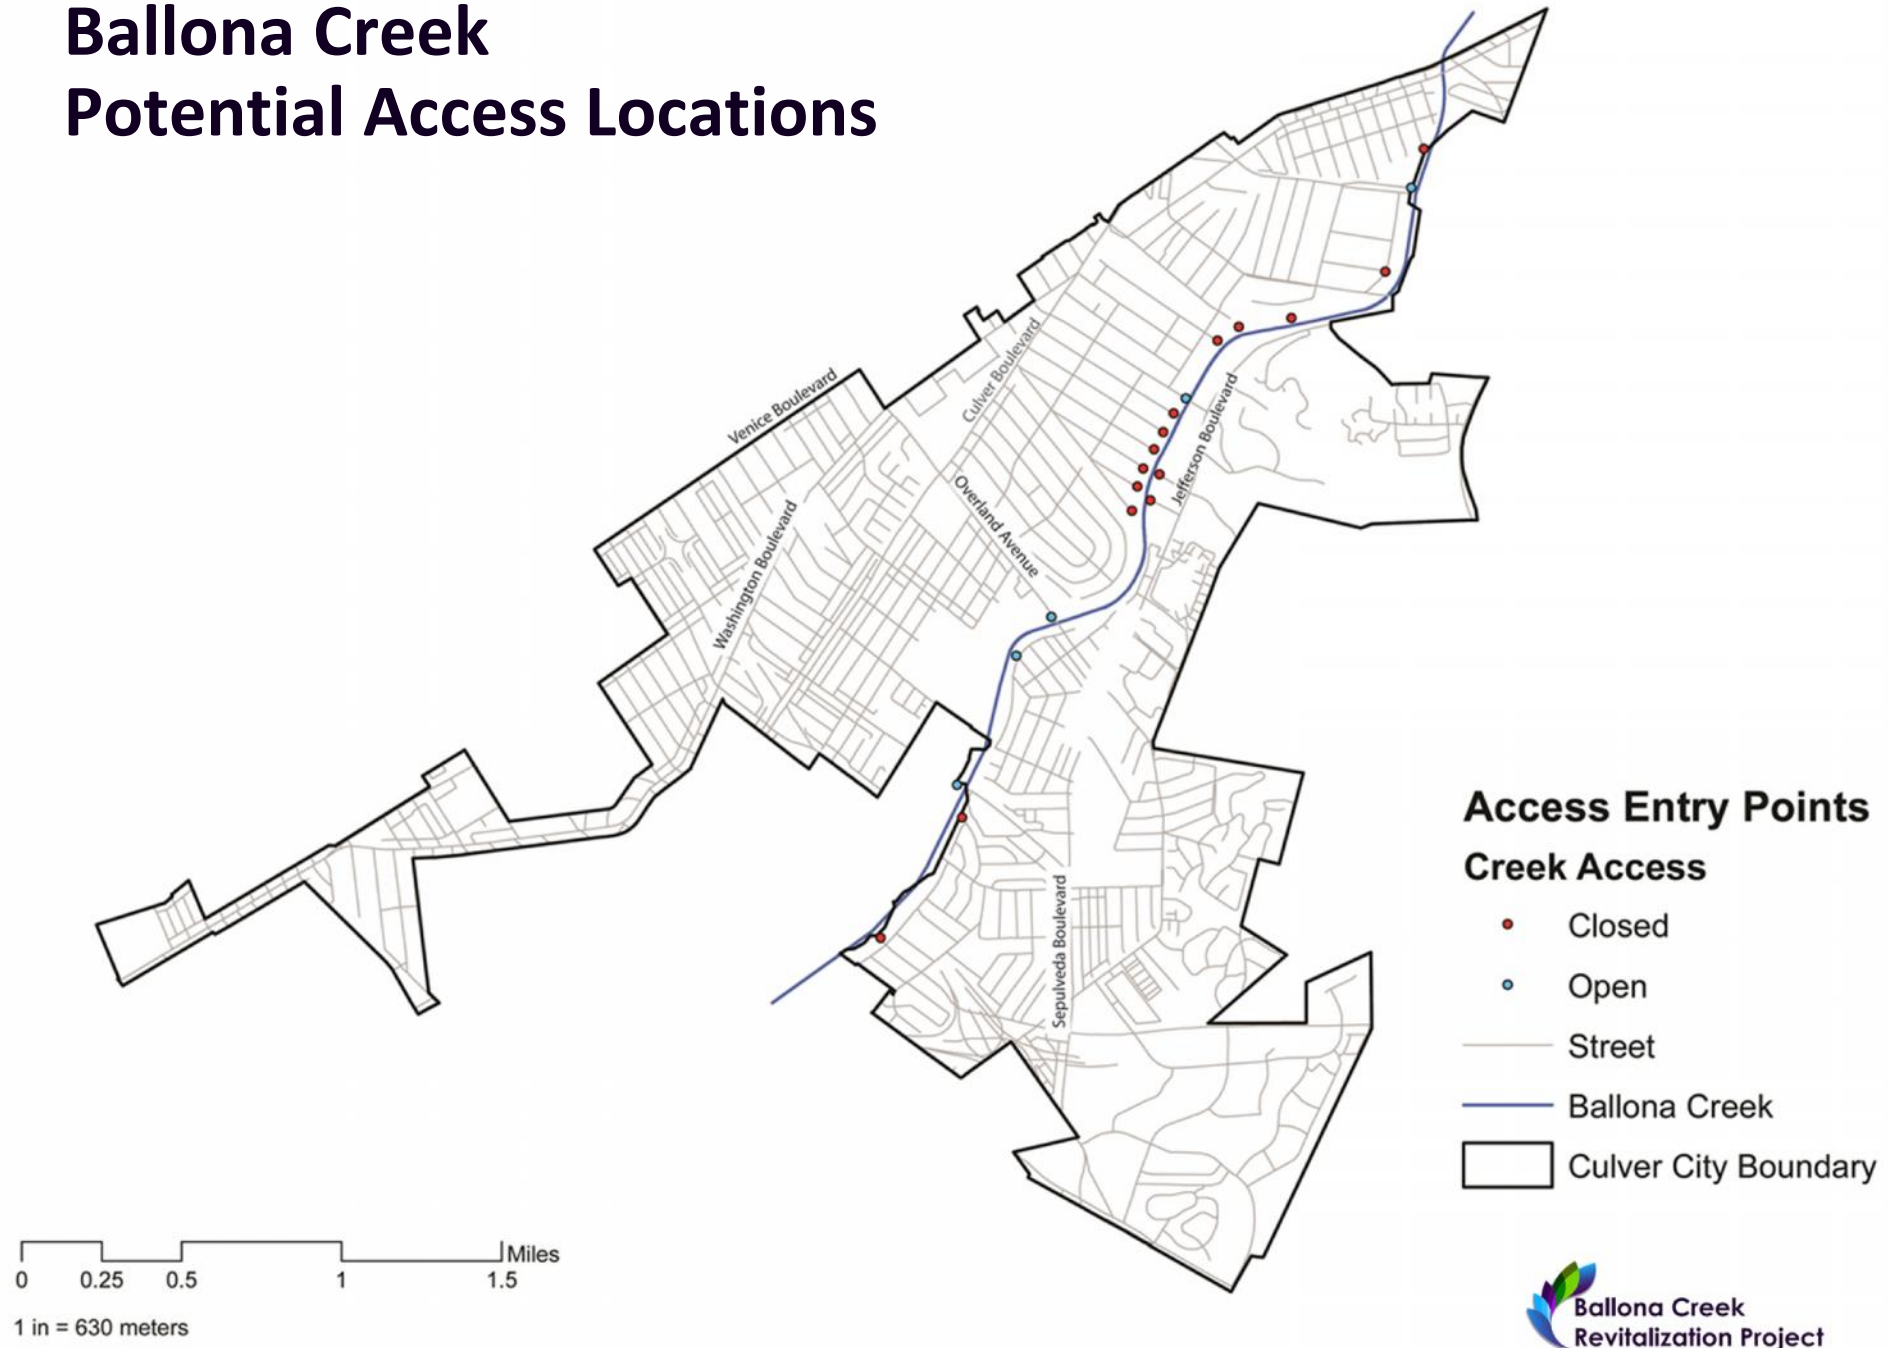 Ballona Creek
Potential Access Locations
Venice Boulevard
Culver Boulevard
Overland Avenue
Jefferson Boulevard
Washington Boulevard
Sepulveda Boulevard
Access Entry Points
Creek Access
Closed
Open
Street
Ballona Creek
Culver City Boundary
Miles
0 0.25 0.5 1 1.5
1 in = 630 meters
Ballona Creek
Revitalization Project